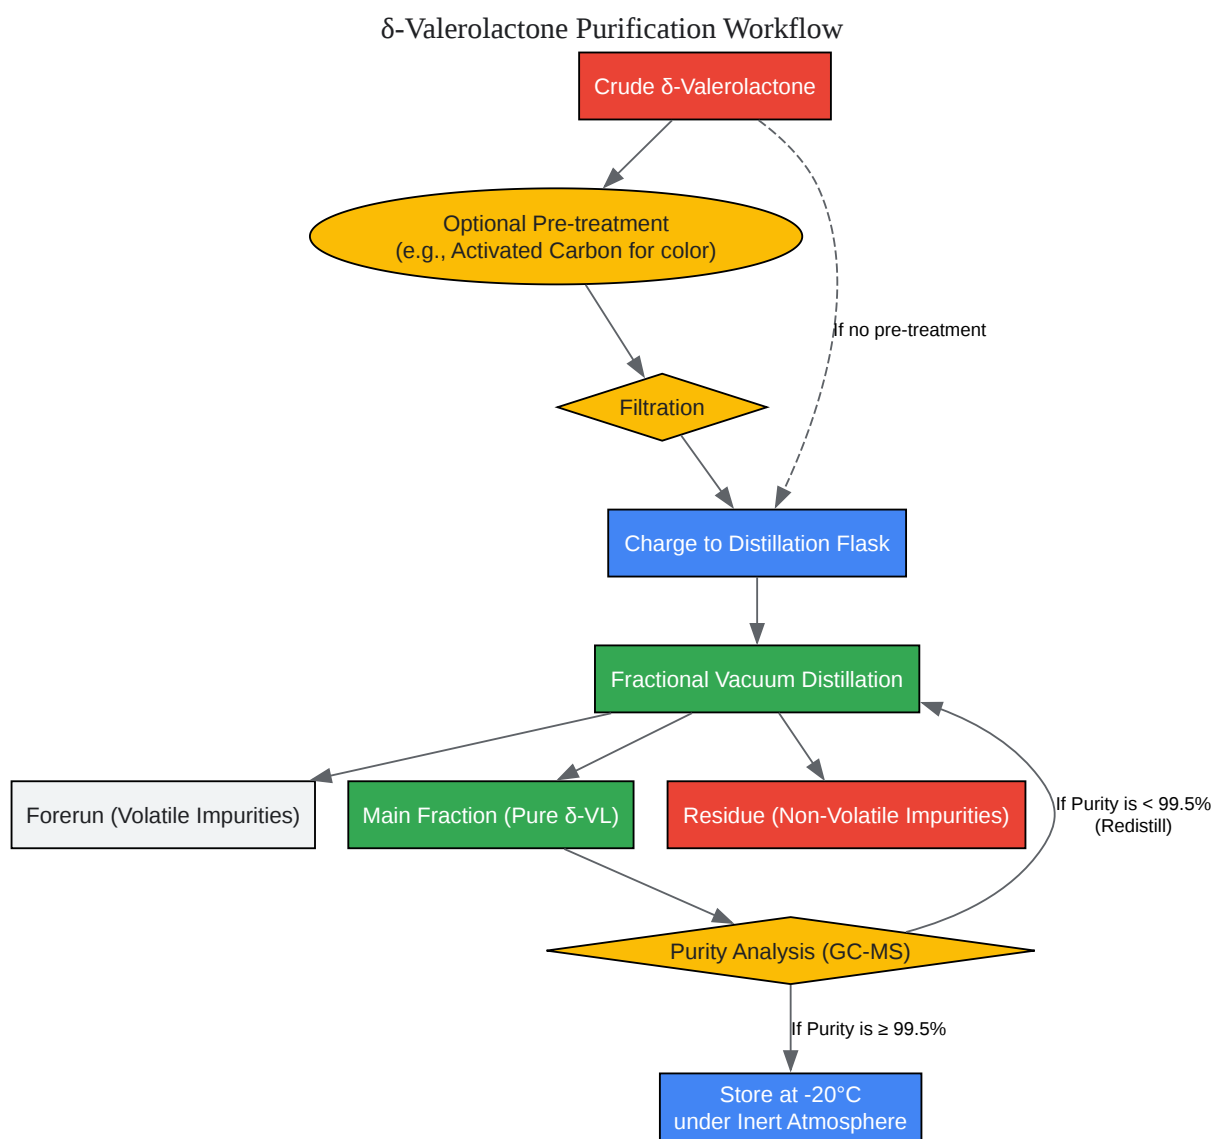 δ-Valerolactone Purification Workflow
Crude δ-Valerolactone
Optional Pre-treatment
(e.g., Activated Carbon for color)
If no pre-treatment
Filtration
Charge to Distillation Flask
Fractional Vacuum Distillation
Forerun (Volatile Impurities)
Main Fraction (Pure δ-VL)
Residue (Non-Volatile Impurities)
If Purity is < 99.5%
(Redistill)
Purity Analysis (GC-MS)
If Purity is ≥ 99.5%
Store at -20°C
under Inert Atmosphere